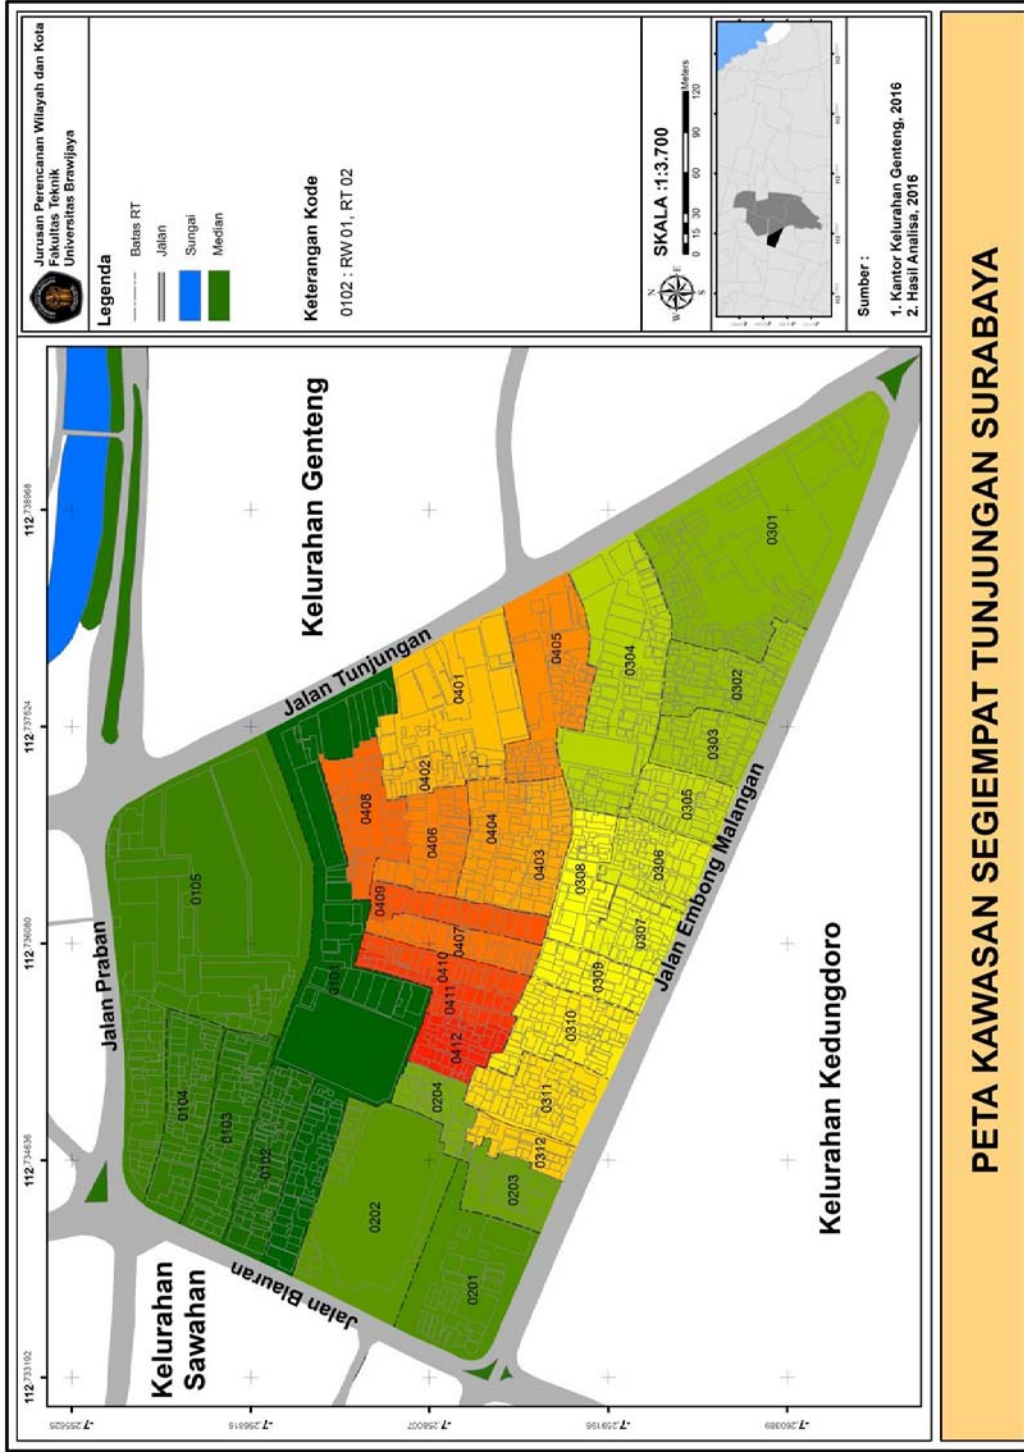 Jurusan Perencanan Wilayah dan Kota
Fakultas Teknik
Universitas Brawijaya
Legenda
Batas RT
Jalan
Sungai
Median
Keterangan Kode
0102 : RW 01, RT 02
SKALA :1:3.700
0 15 30 60 90 120
Meters
N
W E
S
Sumber :
1. Kantor Kelurahan Genteng, 2016
2. Hasil Analisa, 2016
112,733192
112,734636
112,736080
112,737524
112,738968
-7,255625
-7,256816
-7,258007
-7,259198
-7,260389
Kelurahan
Sawahan
Kelurahan Genteng
Kelurahan Kedungdoro
Jalan Praban
Jalan Tunjungan
Jalan Blauran
Jalan Embong Malangan
0105
0104
0103
0102
0101
0202
0201
0203
0204
0408
0409
0406
0402
0401
0404
0403
0405
0407
0410
0411
0412
0304
0301
0302
0303
0305
0306
0307
0308
0309
0310
0311
0312
PETA KAWASAN SEGIEMPAT TUNJUNGAN SURABAYA